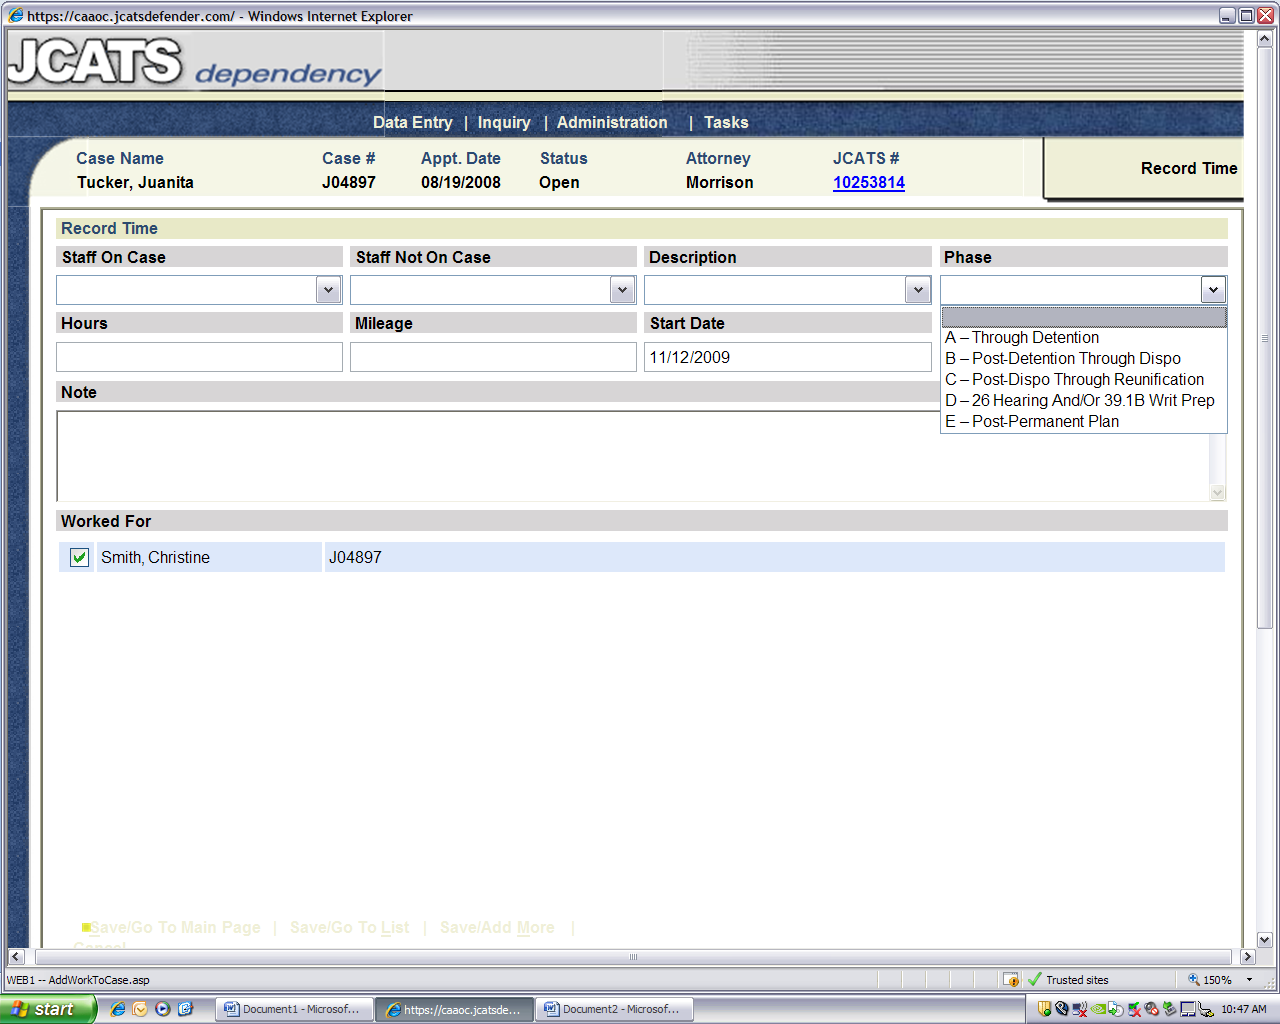 https://caaoc.jcatsdefender.com/ - Windows Internet Explorer
JCATS dependency
Data Entry | Inquiry | Administration | Tasks
Case Name Case # Appt. Date Status Attorney JCATS #
Record Time
Tucker, Juanita J04897 08/19/2008 Open Morrison 10253814
Record Time
Staff On Case Staff Not On Case Description Phase
Hours Mileage Start Date
A – Through Detention
11/12/2009
B – Post-Detention Through Dispo
C – Post-Dispo Through Reunification
Note
D – 26 Hearing And/Or 39.1B Writ Prep
E – Post-Permanent Plan
Worked For
Smith, Christine J04897
Save/Go To Main Page | Save/Go To List | Save/Add More |
Cancel
WEB1 -- AddWorkToCase.asp Trusted sites 150%
start Document1 - Microsof... https://caaoc.jcatsde... Document2 - Microsof... 10:47 AM